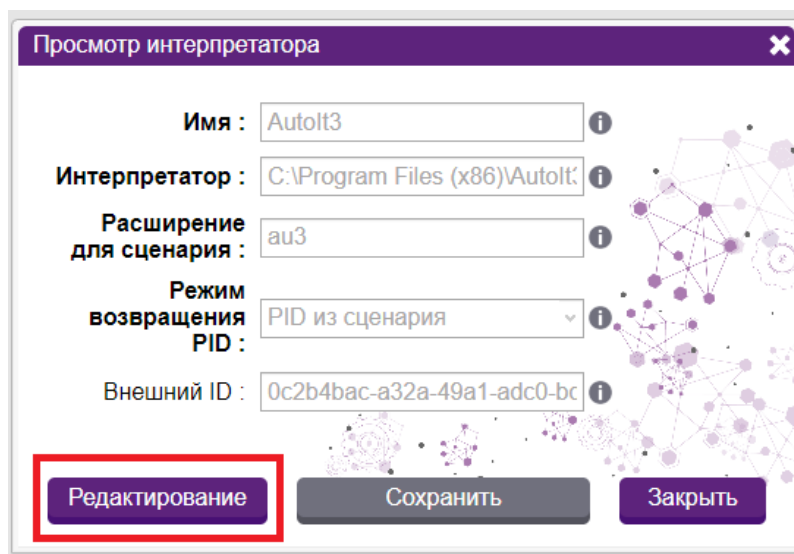 Просмотр интерпретатора
Имя : AutoIt3
Интерпретатор : C:\Program Files (x86)\AutoIt3
Расширение
для сценария : au3
Режим
возвращения
PID : PID из сценария
Внешний ID : 0c2b4bac-a32a-49a1-adc0-bc
Редактирование Сохранить Закрыть